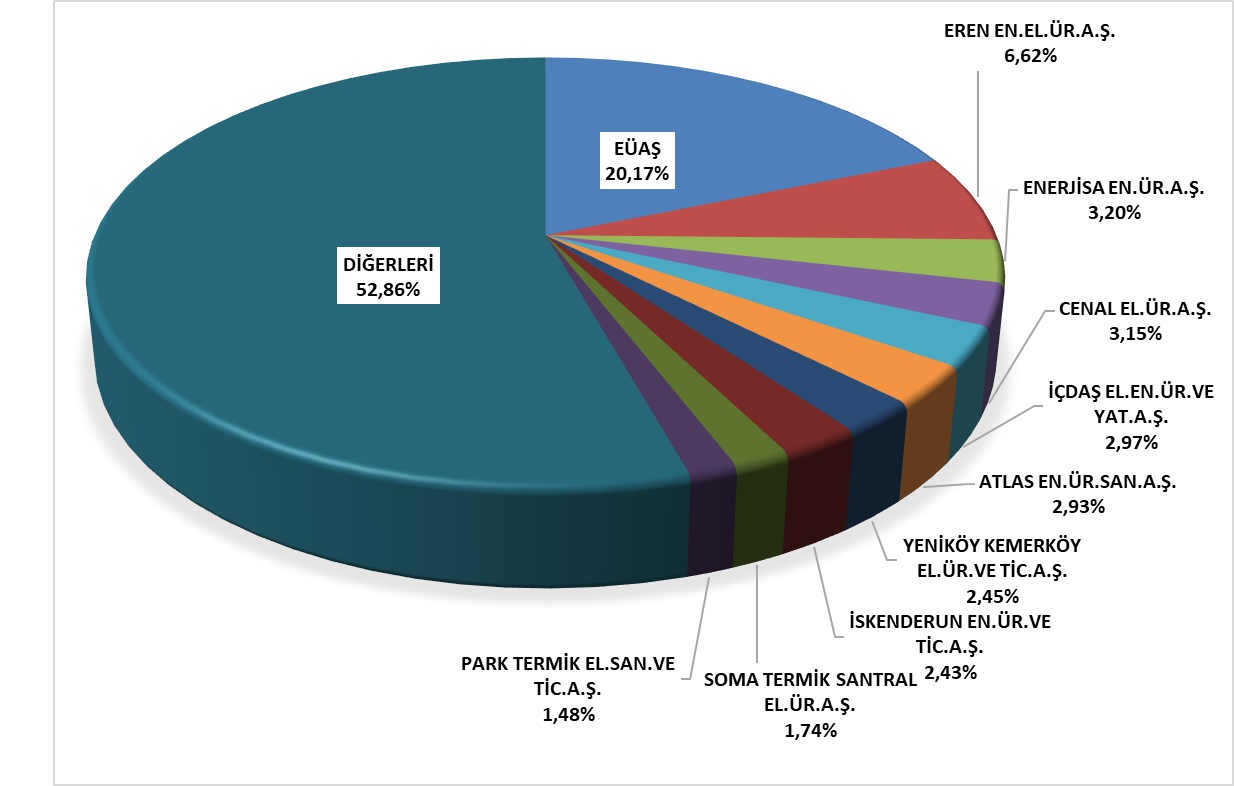 EREN EN.EL.ÜR.A.Ş.
6,62%
EÜAŞ
20,17%
ENERJİSA EN.ÜR.A.Ş.
3,20%
DİĞERLERİ
52,86%
CENAL EL.ÜR.A.Ş.
3,15%
İÇDAŞ EL.EN.ÜR.VE
YAT.A.Ş.
2,97%
ATLAS EN.ÜR.SAN.A.Ş.
2,93%
YENİKÖY KEMERKÖY
EL.ÜR.VE TİC.A.Ş.
2,45%
İSKENDERUN EN.ÜR.VE
TİC.A.Ş.
2,43%
SOMA TERMİK SANTRAL
EL.ÜR.A.Ş.
1,74%
PARK TERMİK EL.SAN.VE
TİC.A.Ş.
1,48%